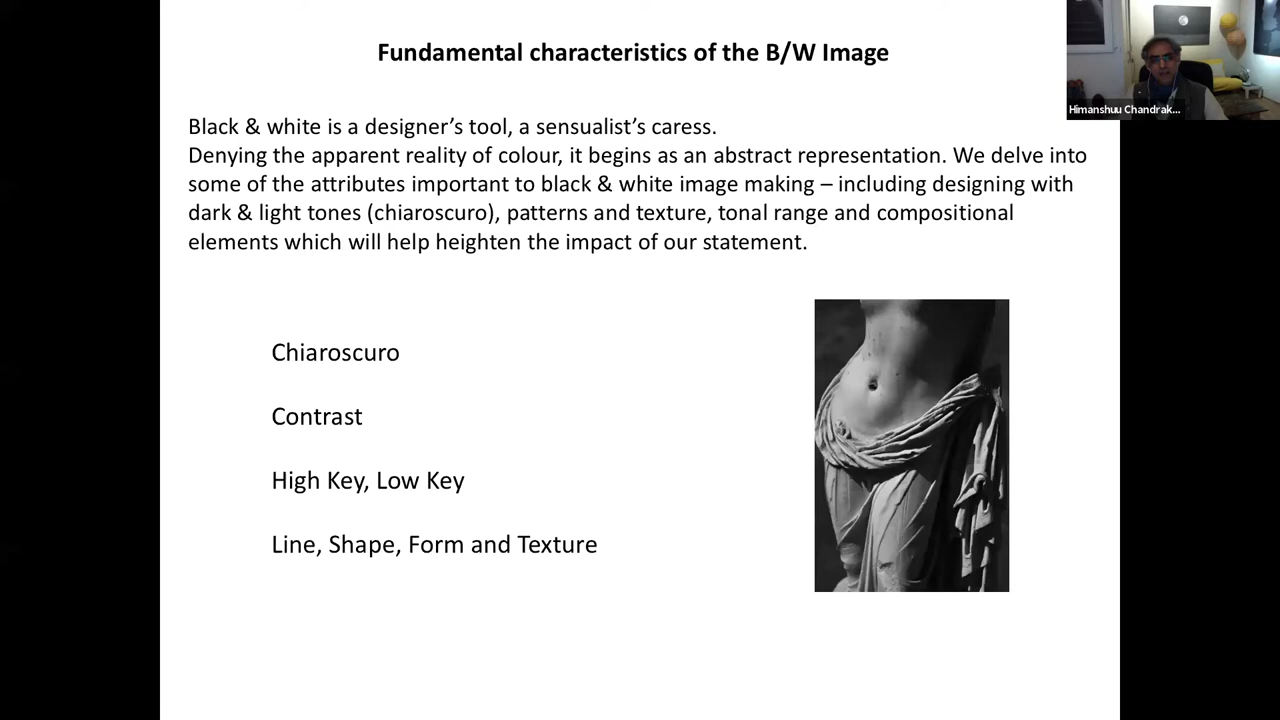 Fundamental characteristics of the B/W Image
Himanshuu Chandrak...
Black & white is a designer’s tool, a sensualist’s caress.
Denying the apparent reality of colour, it begins as an abstract representation. We delve into
some of the attributes important to black & white image making – including designing with
dark & light tones (chiaroscuro), patterns and texture, tonal range and compositional
elements which will help heighten the impact of our statement.
Chiaroscuro
Contrast
High Key, Low Key
Line, Shape, Form and Texture